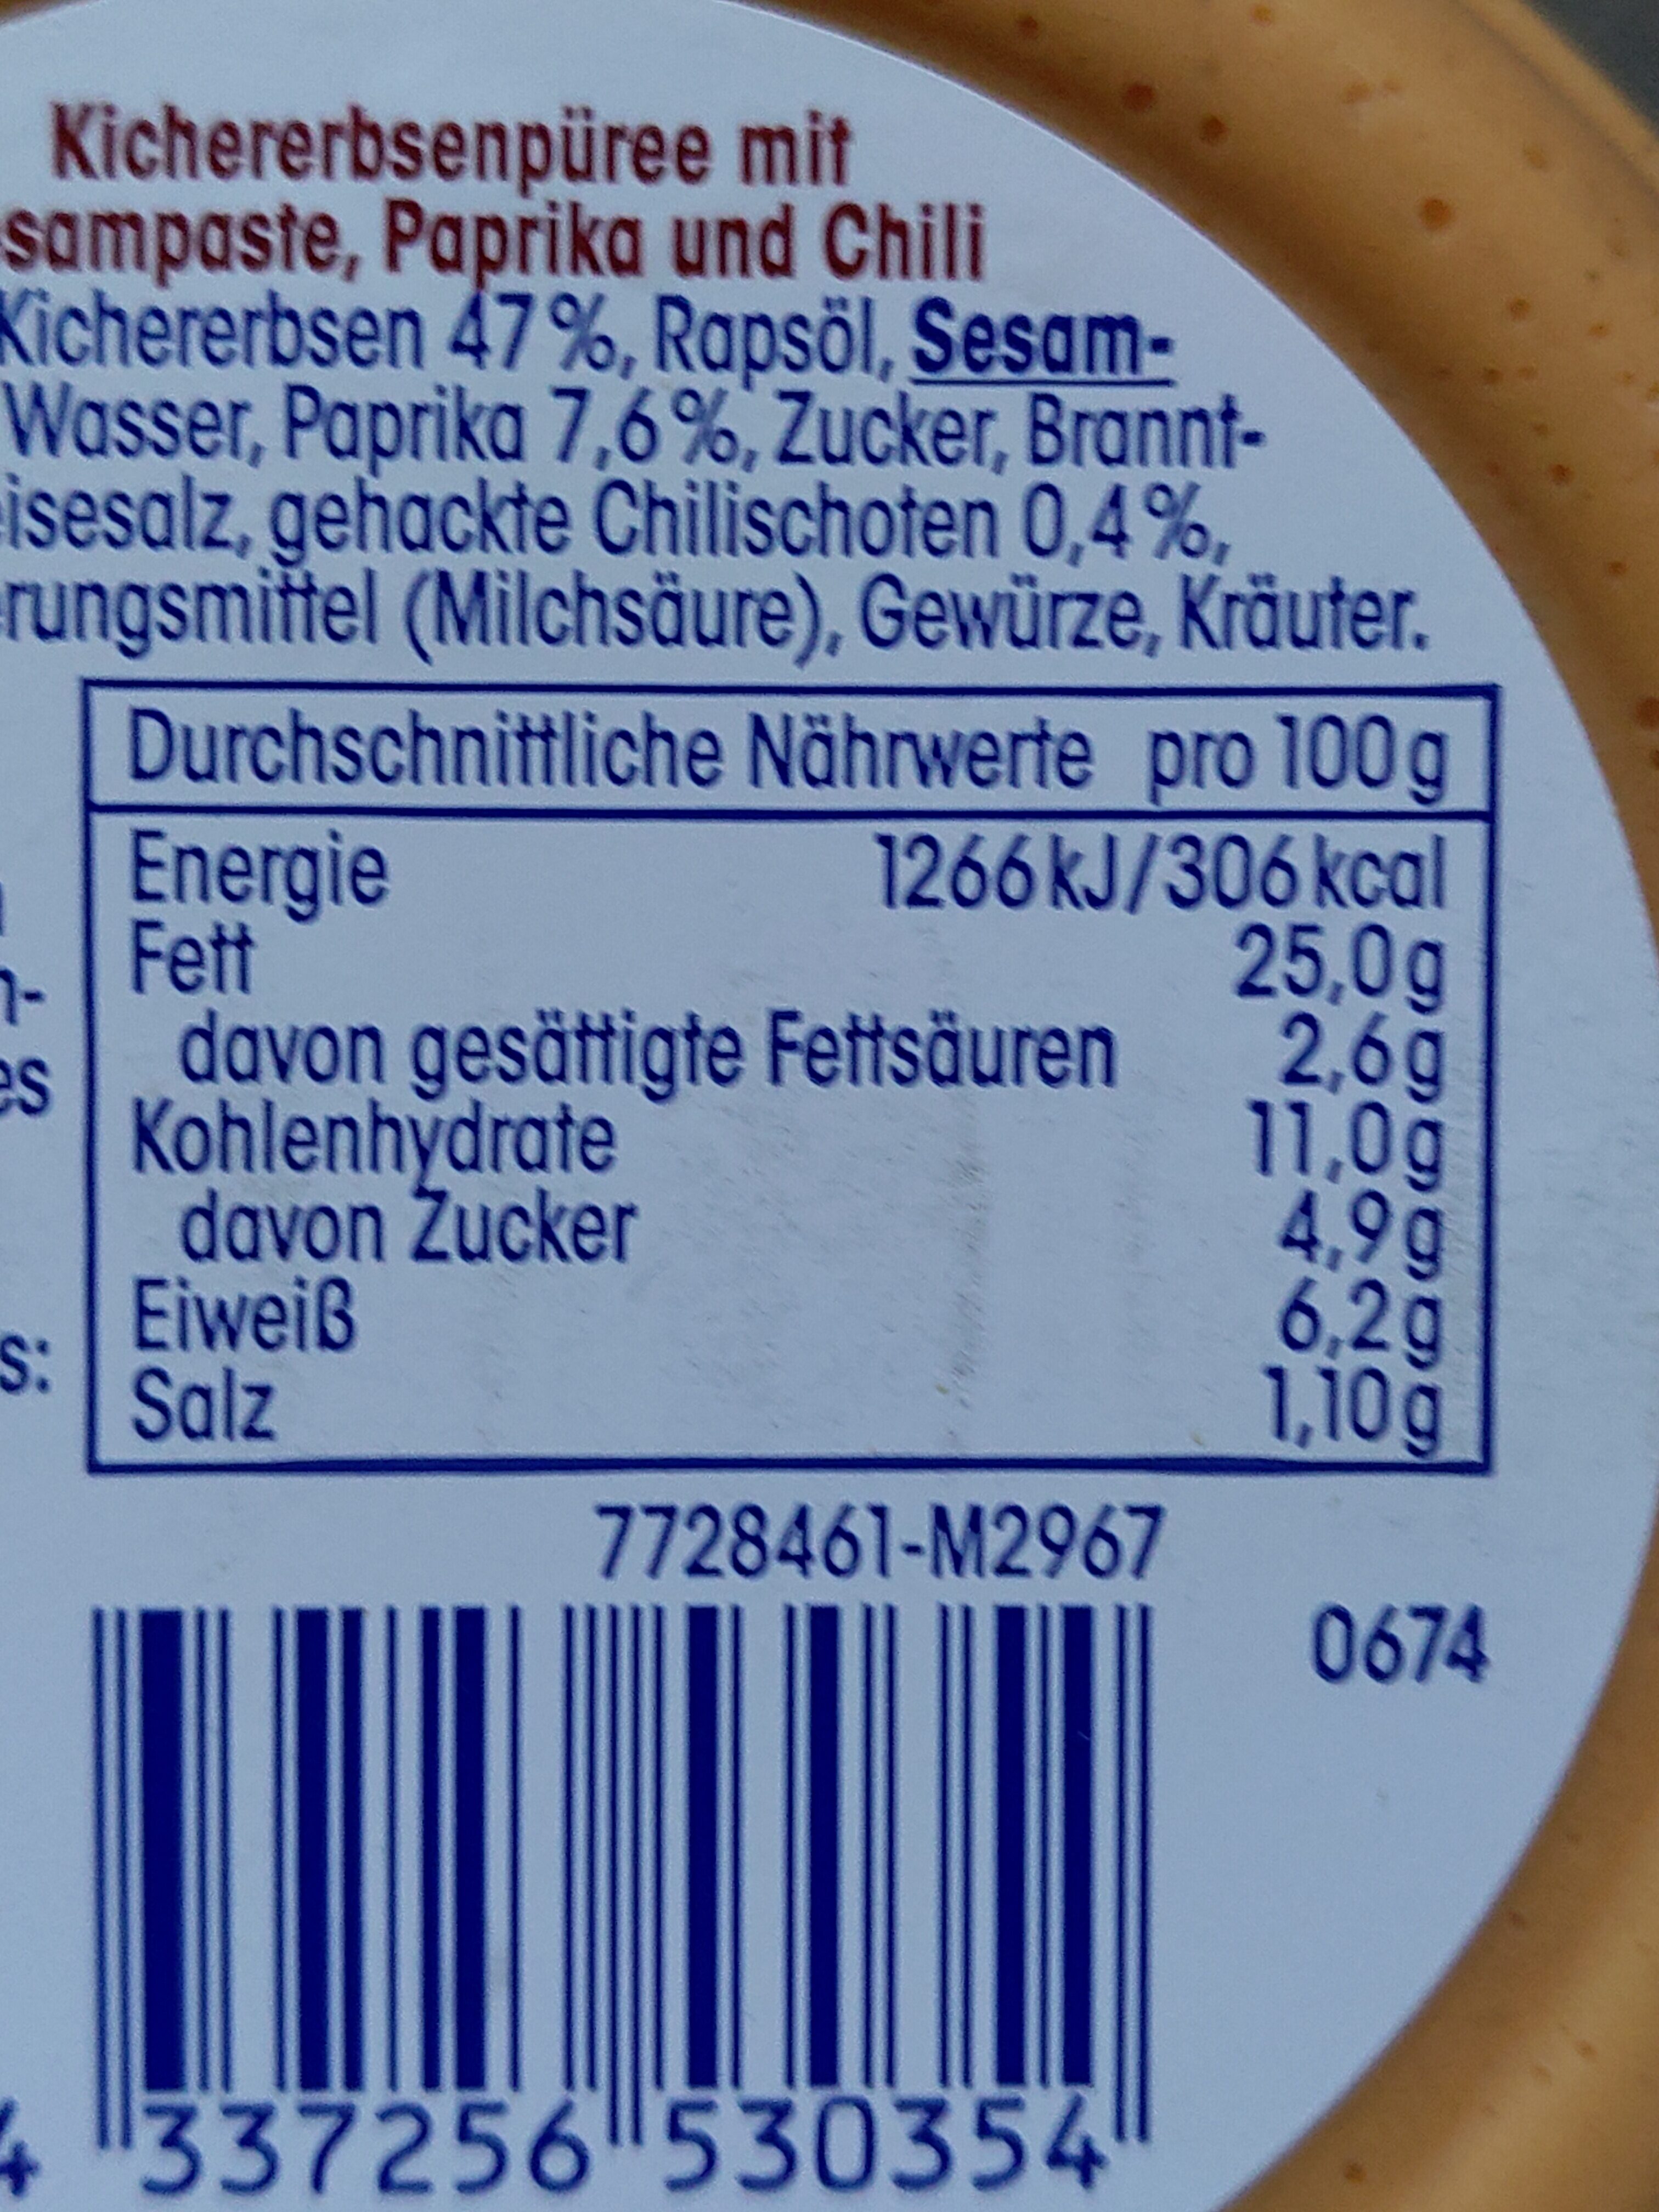 Kichererbsenpüree mit
sampaste, Paprika und Chili
Kichererbsen 47%, Rapsöl, Sesam-
Wasser, Paprika 7,6%, Zucker, Brannt-
isesalz, gehackte Chilischoten 0,4%,
rungsmittel (Milchsäure), Gewürze, Kräuter.
Durchschnittliche Nährwerte pro 100g
Energie 1266kJ/306kcal
Fett 25,0g
n-
davon gesättigte Fettsäuren 2,6g
es
Kohlenhydrate 11,0g
davon Zucker 4,9g
Eiweiß 6,2g
s:
Salz 1,10g
7728461-M2967
0674
4 337256 530354